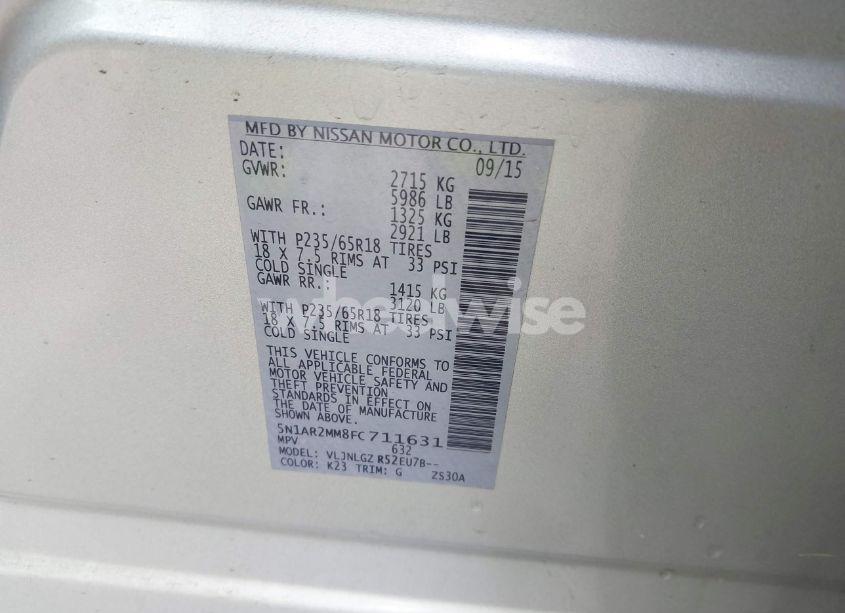 MFD BY NISSAN MOTOR CO., LTD.
DATE: 09/15
GVWR: 2715 KG
5986 LB
GAWR FR.: 1325 KG
2921 LB
WITH P235/65R18 TIRES
18 X 7.5 RIMS AT 33 PSI
COLD SINGLE
GAWR RR.: 1415 KG
3120 LB
WITH P235/65R18 TIRES
18 X 7.5 RIMS AT 33 PSI
COLD SINGLE
wheelwise
THIS VEHICLE CONFORMS TO
ALL APPLICABLE FEDERAL
MOTOR VEHICLE SAFETY AND
THEFT PREVENTION
STANDARDS IN EFFECT ON
THE DATE OF MANUFACTURE
SHOWN ABOVE.
5N1AR2MM8FC711631
MPV 632
MODEL: VLJNLGZ R52EU7B--
COLOR: K23 TRIM: G ZS30A